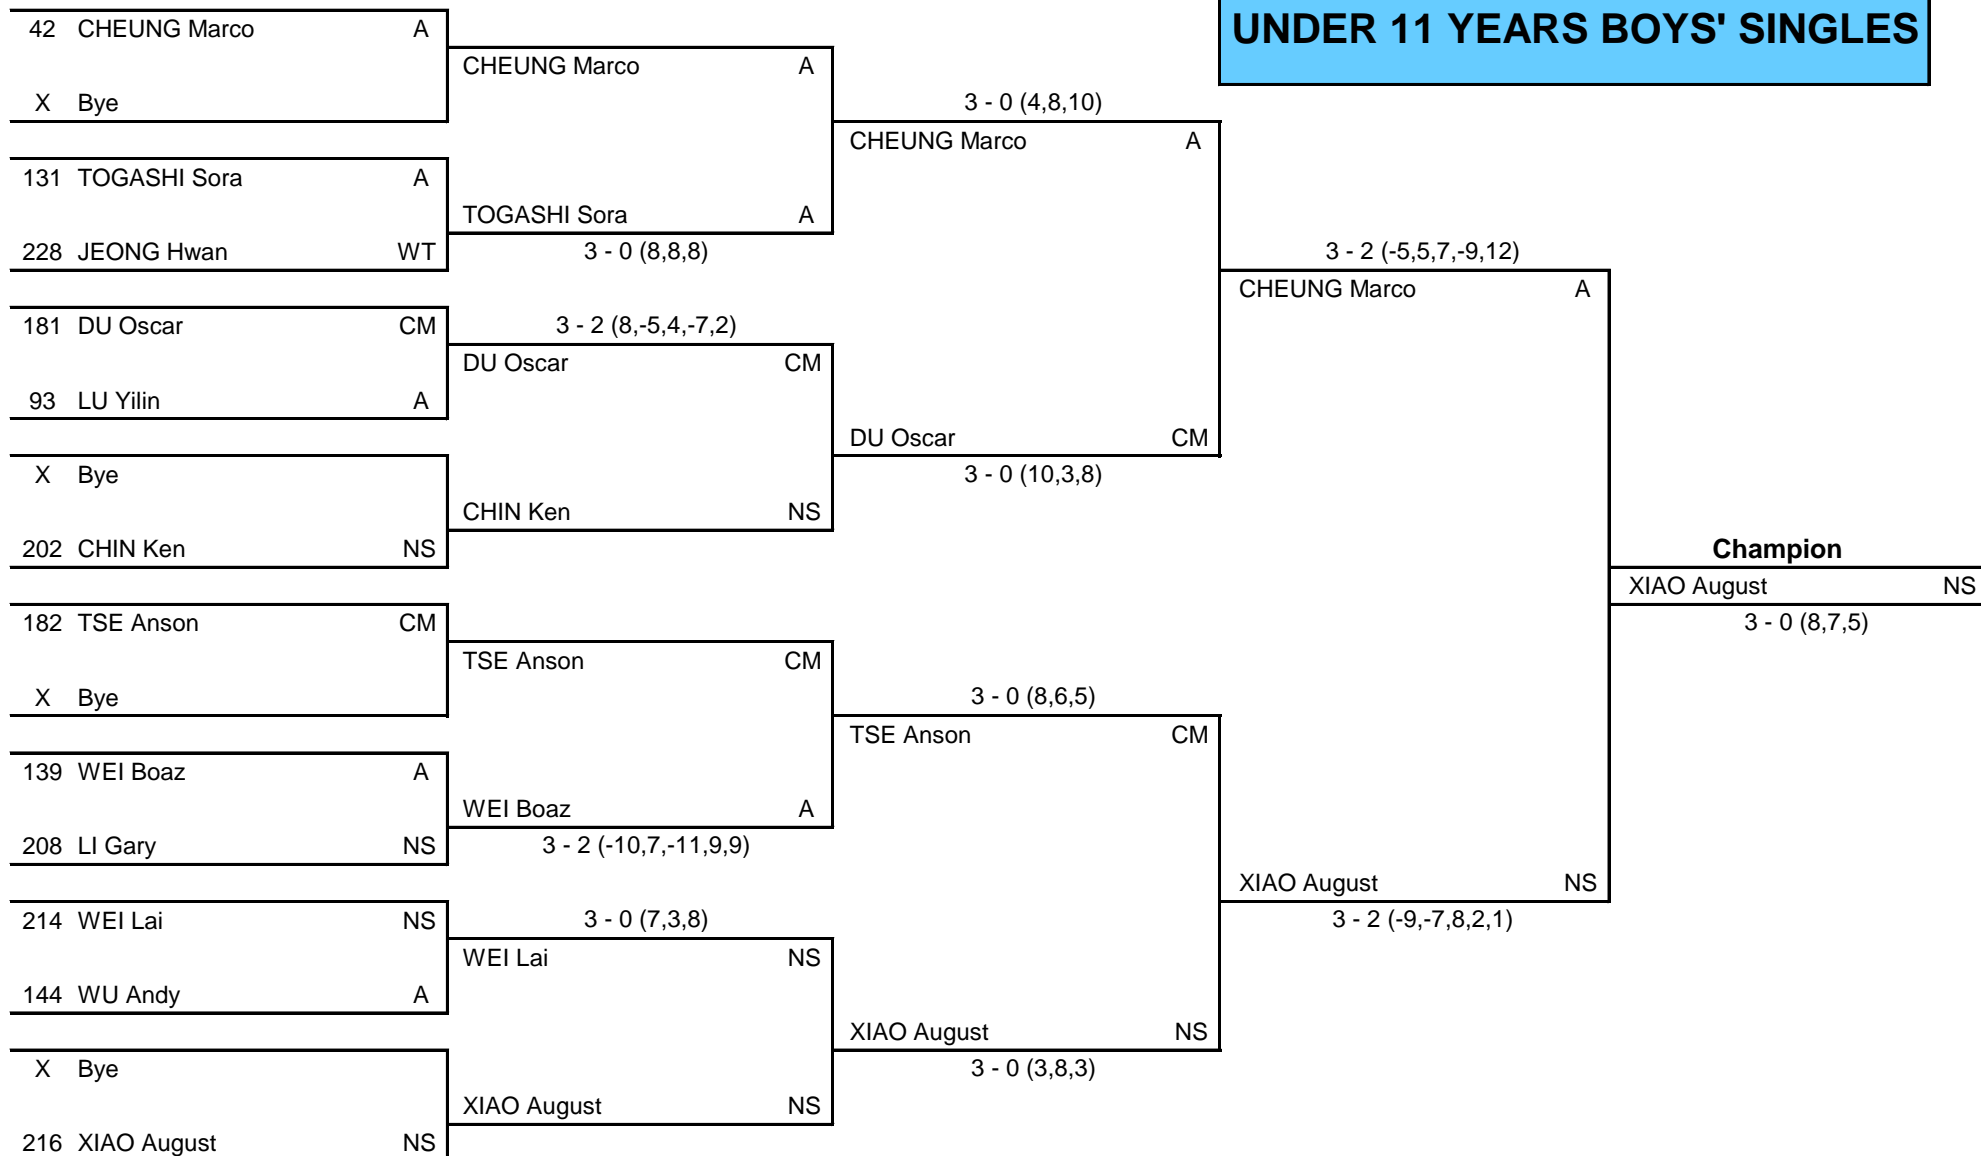 UNDER 11 YEARS BOYS' SINGLES
42 CHEUNG Marco A
CHEUNG Marco A
X Bye
3 - 0 (4,8,10)
CHEUNG Marco A
131 TOGASHI Sora A
TOGASHI Sora A
228 JEONG Hwan WT
3 - 0 (8,8,8)
3 - 2 (-5,5,7,-9,12)
CHEUNG Marco A
181 DU Oscar CM
3 - 2 (8,-5,4,-7,2)
DU Oscar CM
93 LU Yilin A
DU Oscar CM
X Bye
3 - 0 (10,3,8)
CHIN Ken NS
202 CHIN Ken NS
Champion
XIAO August NS
182 TSE Anson CM
3 - 0 (8,7,5)
TSE Anson CM
X Bye
3 - 0 (8,6,5)
TSE Anson CM
139 WEI Boaz A
WEI Boaz A
208 LI Gary NS
3 - 2 (-10,7,-11,9,9)
XIAO August NS
214 WEI Lai NS
3 - 0 (7,3,8)
3 - 2 (-9,-7,8,2,1)
WEI Lai NS
144 WU Andy A
XIAO August NS
X Bye
3 - 0 (3,8,3)
XIAO August NS
216 XIAO August NS